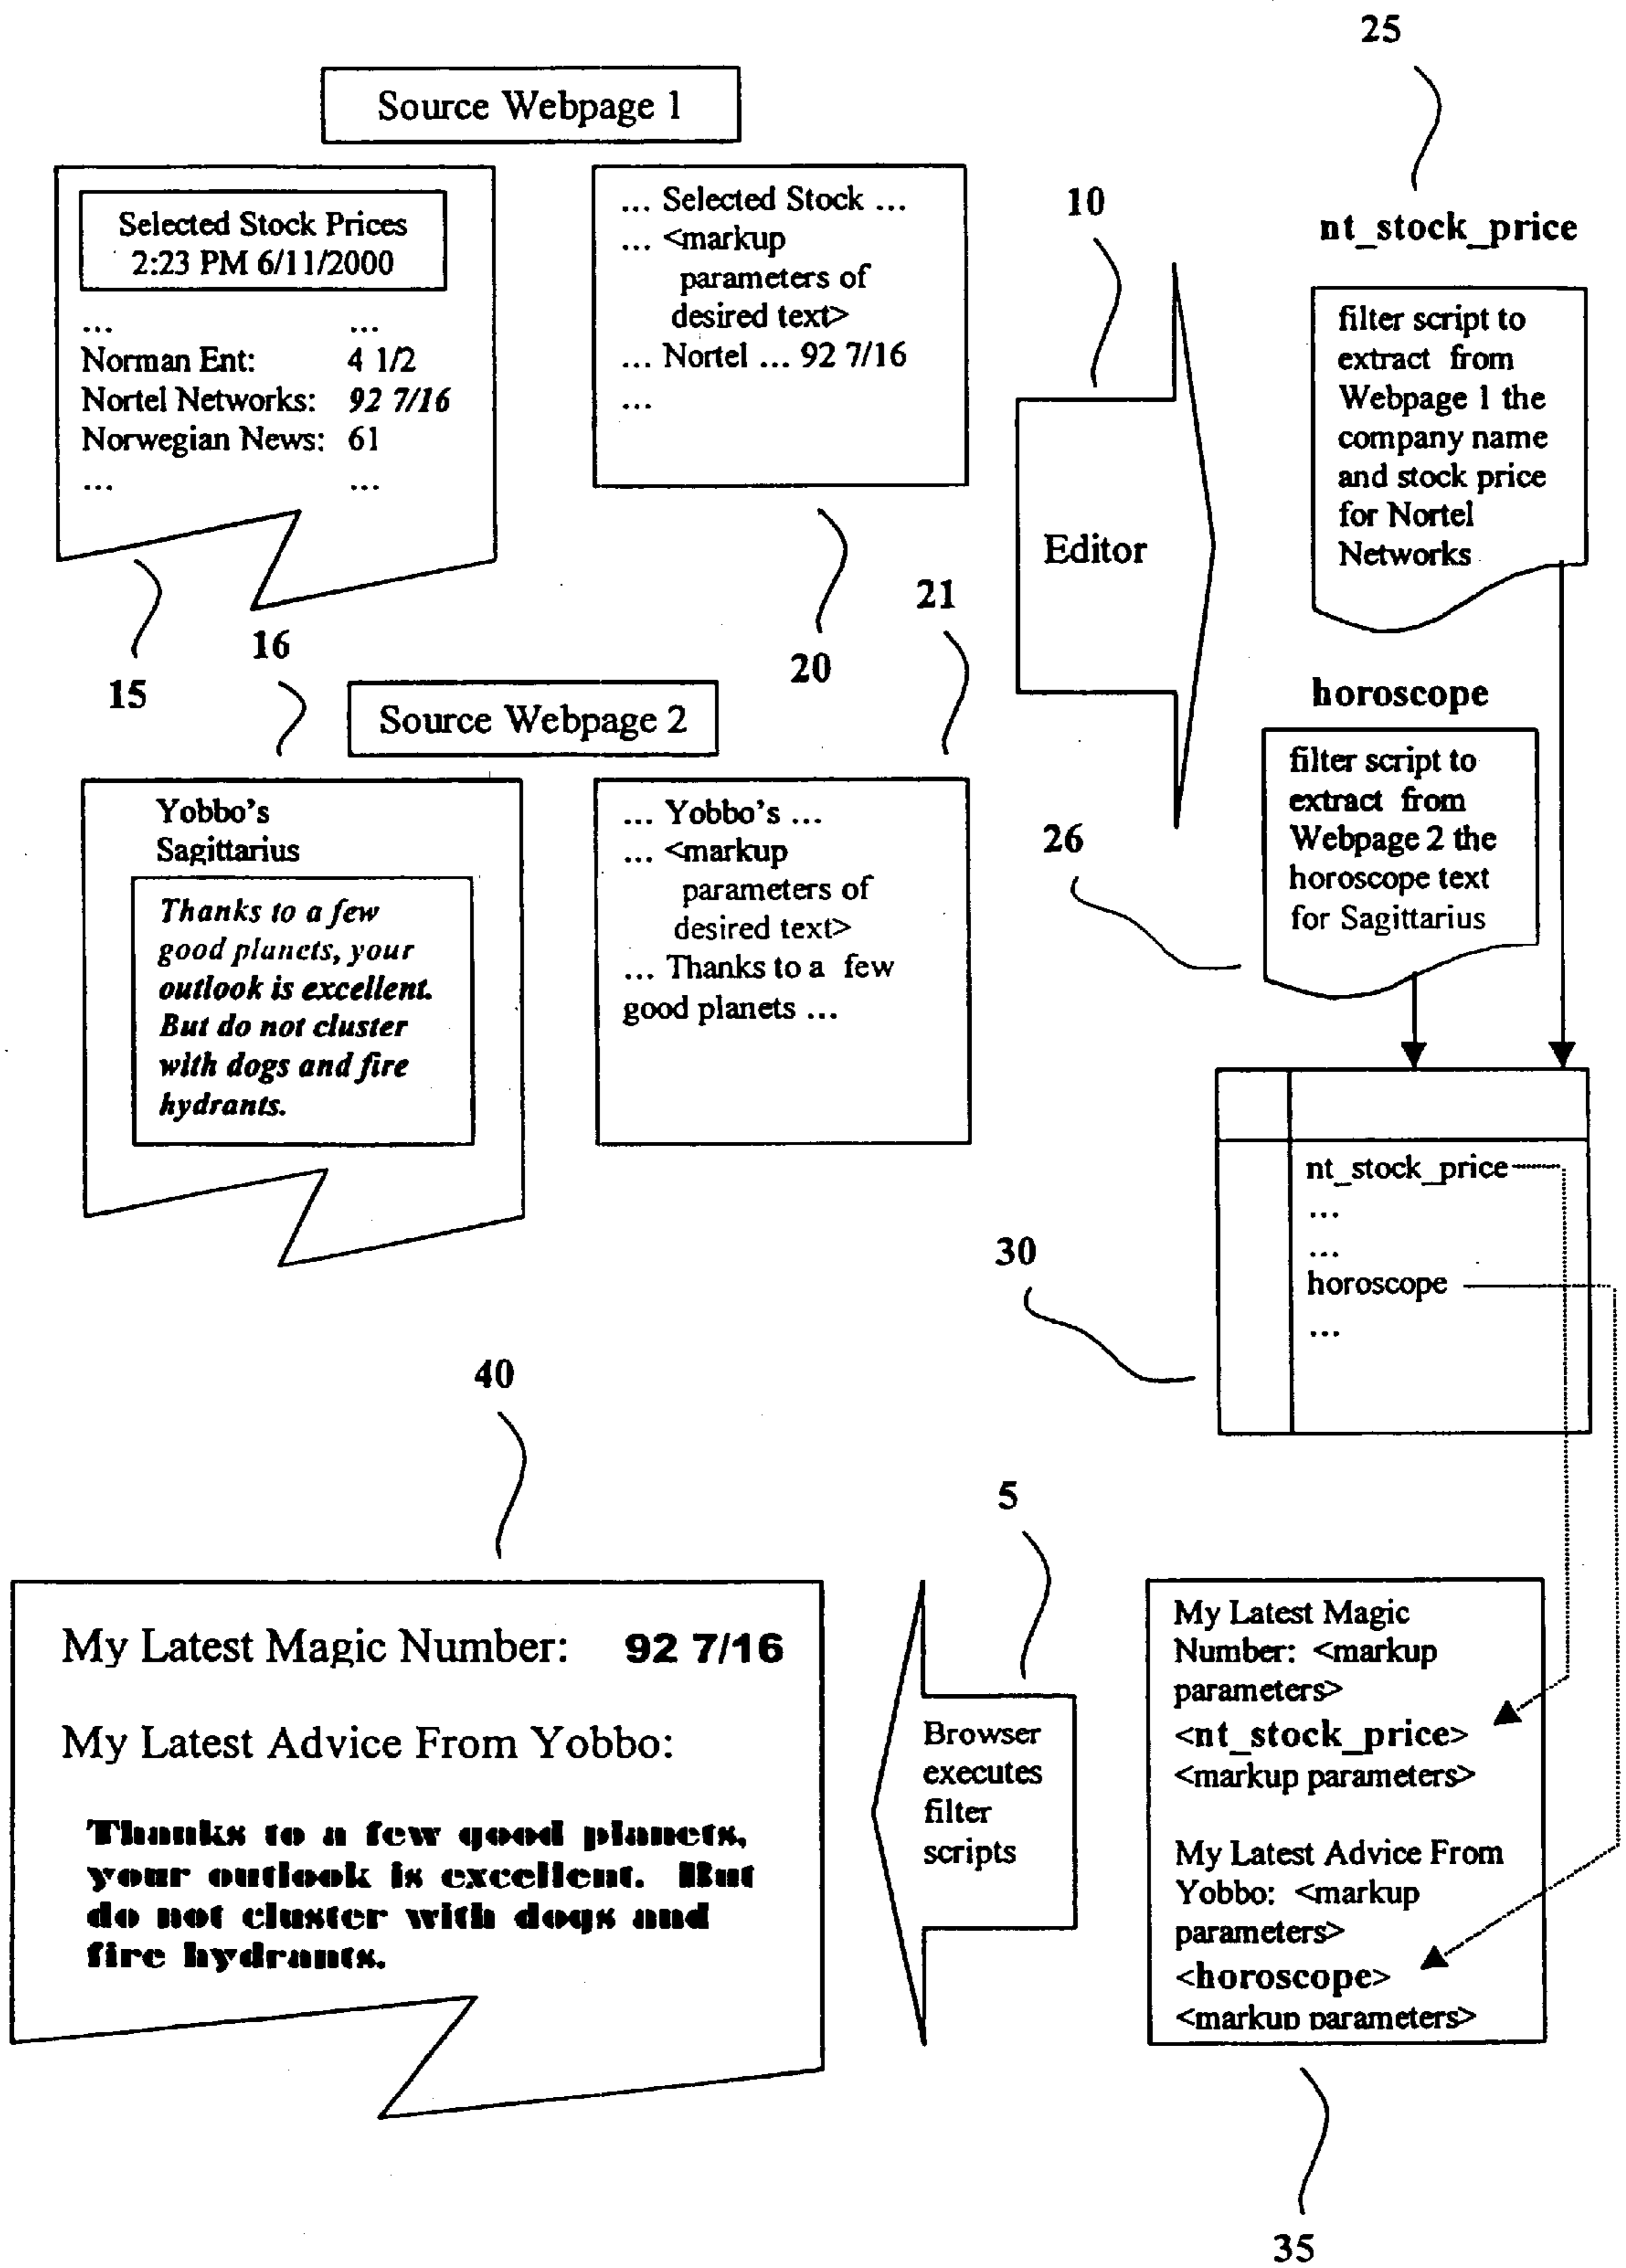 25
Source Webpage 1
Selected Stock Prices
2:23 PM 6/11/2000
... ...
Norman Ent: 4 1/2
Nortel Networks: 92 7/16
Norwegian News: 61
... ...
15
... Selected Stock ...
... <markup
parameters of
desired text>
... Nortel ... 92 7/16
...
20
10
Editor
nt_stock_price
filter script to
extract from
Webpage 1 the
company name
and stock price
for Nortel
Networks
16
Source Webpage 2
21
Yobbo's
Sagittarius
Thanks to a few
good planets, your
outlook is excellent.
But do not cluster
with dogs and fire
hydrants.
... Yobbo's ...
... <markup
parameters of
desired text>
... Thanks to a few
good planets ...
horoscope
26
filter script to
extract from
Webpage 2 the
horoscope text
for Sagittarius
30
nt_stock_price
...
...
horoscope
...
40
5
My Latest Magic Number: 92 7/16
My Latest Advice From Yobbo:
Thanks to a few good planets,
your outlook is excellent. But
do not cluster with dogs and
fire hydrants.
Browser
executes
filter
scripts
My Latest Magic
Number: <markup
parameters>
<nt_stock_price>
<markup parameters>
My Latest Advice From
Yobbo: <markup
parameters>
<horoscope>
<markup parameters>
35